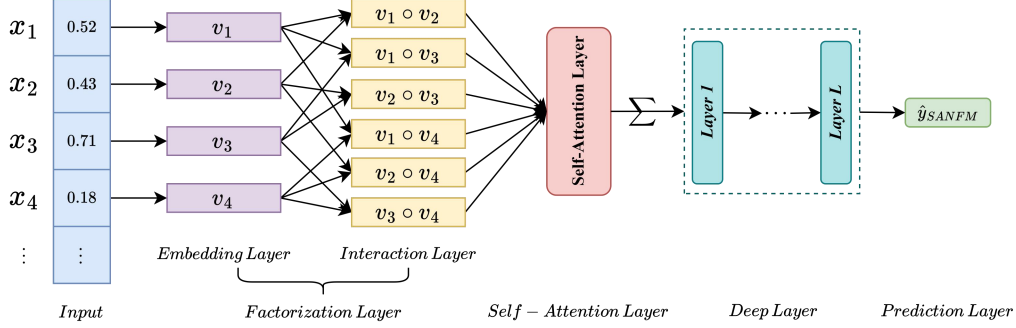 x₁ 0.52 v₁ v₁ ∘ v₂
v₁ ∘ v₃
x₂ 0.43 v₂ v₂ ∘ v₃
x₃ 0.71 v₃ v₁ ∘ v₄
v₂ ∘ v₄
x₄ 0.18 v₄ v₃ ∘ v₄
⋮ ⋮
Self-Attention Layer
∑
Layer 1
⋯
Layer L
ŷ_SANFM
Embedding Layer Interaction Layer
Input Factorization Layer Self – Attention Layer Deep Layer Prediction Layer